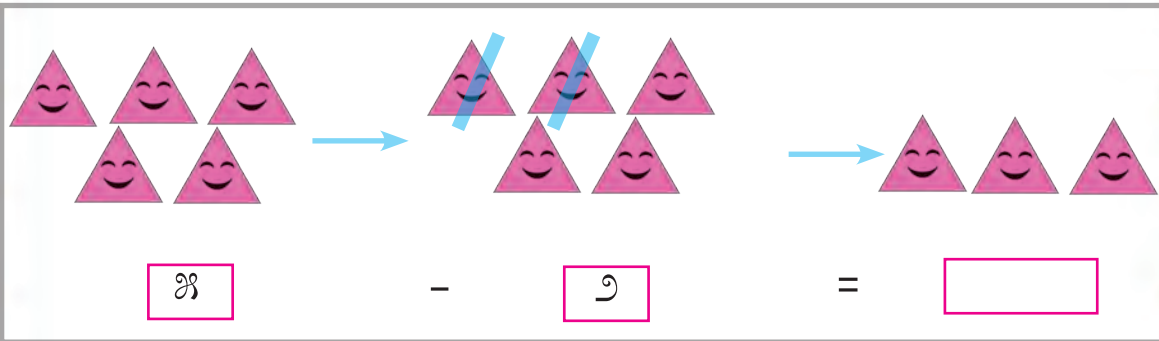 ୫ – ୨ =